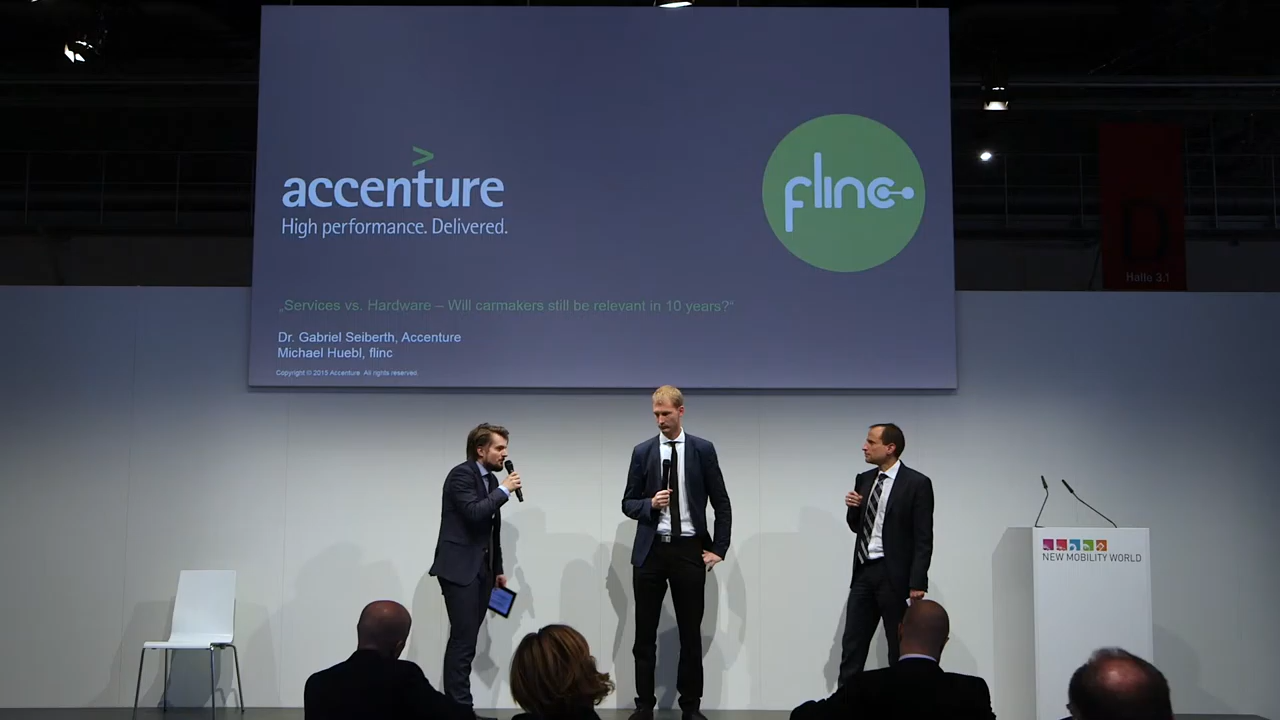 >
accenture
High performance. Delivered.
flinc
„Services vs. Hardware – Will carmakers still be relevant in 10 years?“
Dr. Gabriel Seiberth, Accenture
Michael Huebl, flinc
Copyright © 2015 Accenture All rights reserved.
D
Halle 3.1
NEW MOBILITY WORLD